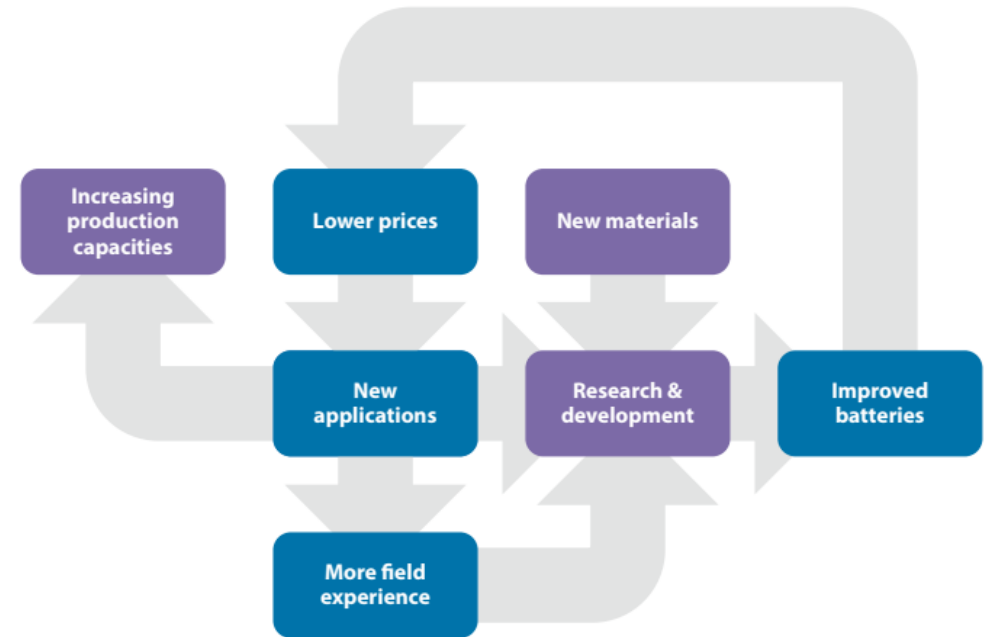 Increasing
production
capacities
Lower prices
New materials
New
applications
Research &
development
Improved
batteries
More field
experience